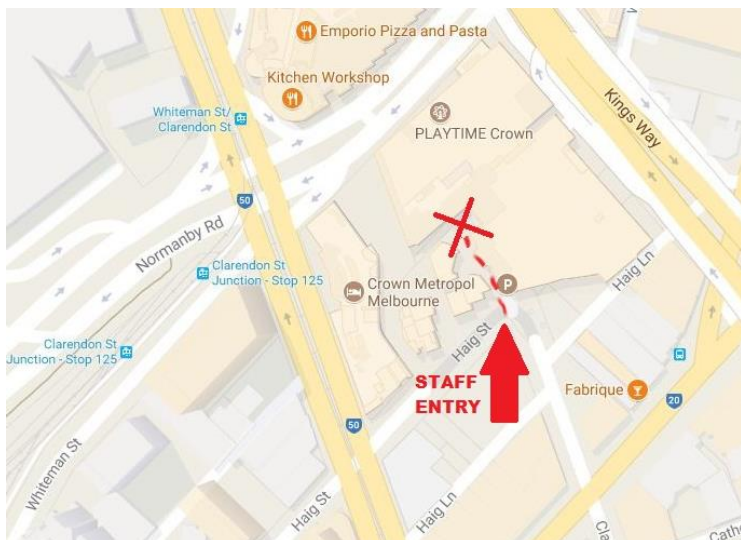 Emporio Pizza and Pasta
Kitchen Workshop
Whiteman St/
Clarendon St
PLAYTIME Crown
Kings Way
50
Normanby Rd
Clarendon St
Junction - Stop 125
Crown Metropol
Melbourne
P
Haig Ln
Clarendon St
Junction - Stop 125
Haig St
STAFF
ENTRY
Fabrique
20
50
Whiteman St
Haig St
Haig Ln